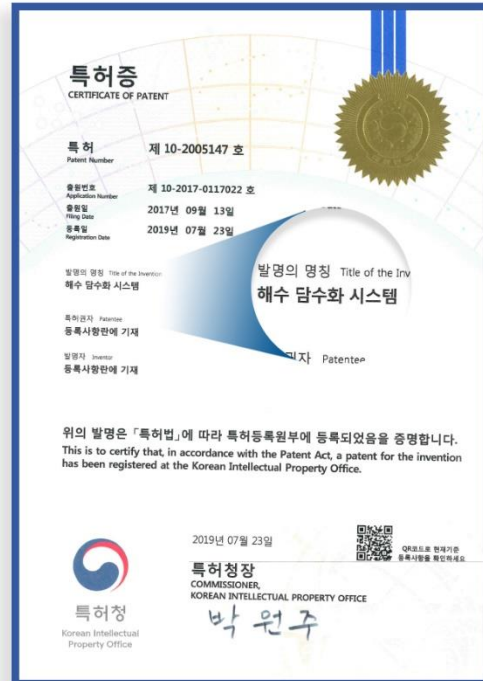 특허증
CERTIFICATE OF PATENT
특 허 제 10-2005147 호
Patent Number
출원번호 제 10-2017-0117022 호
Application Number
출원일 2017년 09월 13일
Filing Date
등록일 2019년 07월 23일
Registration Date
발명의 명칭 Title of the Invention
해수 담수화 시스템
특허권자 Patentee
등록사항란에 기재
발명자 Inventor
등록사항란에 기재
발명의 명칭 Title of the Inv
해수 담수화 시스템
권자 Patentee
위의 발명은 「특허법」에 따라 특허등록원부에 등록되었음을 증명합니다.
This is to certify that, in accordance with the Patent Act, a patent for the invention
has been registered at the Korean Intellectual Property Office.
2019년 07월 23일
QR코드로 현재기준
등록사항을 확인하세요
특허청장
COMMISSIONER,
KOREAN INTELLECTUAL PROPERTY OFFICE
박원주
특허청
Korean Intellectual
Property Office